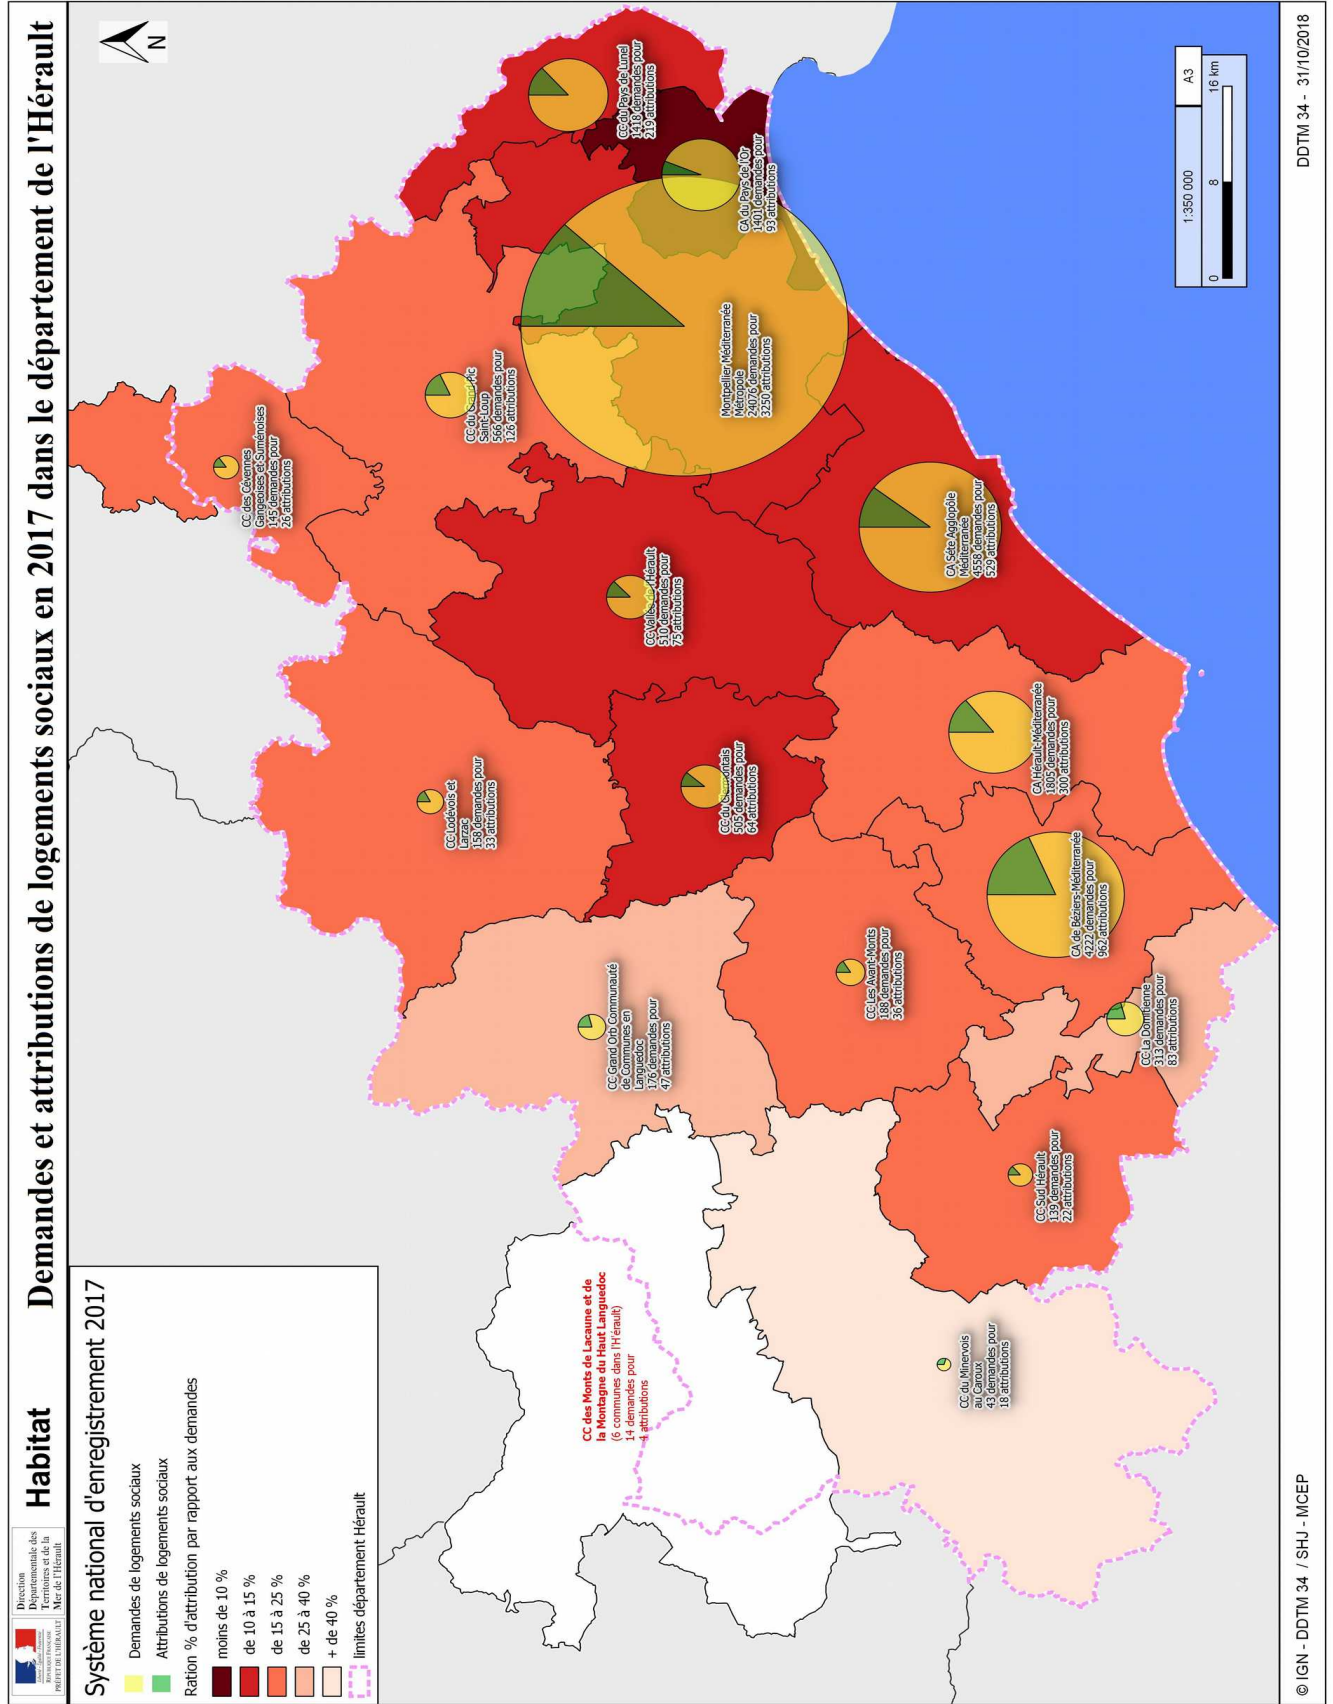 Direction
Départementale des
Territoires et de la
Mer de l'Hérault
PRÉFET DE L'HÉRAULT
Habitat
Demandes et attributions de logements sociaux en 2017 dans le département de l'Hérault
Système national d'enregistrement 2017
Demandes de logements sociaux
Attributions de logements sociaux
Ration % d'attribution par rapport aux demandes
moins de 10 %
de 10 à 15 %
de 15 à 25 %
de 25 à 40 %
+ de 40 %
limites département Hérault
N
CC des Cévennes
Gangeoises et Suménoises
145 demandes pour
26 attributions
CC du Grand Pic
Saint-Loup
566 demandes pour
126 attributions
CC du Pays de Lunel
1418 demandes pour
219 attributions
CA du Pays de l'Or
1401 demandes pour
93 attributions
Montpellier Méditerranée
Métropole
24076 demandes pour
3250 attributions
CC Lodévois et
Larzac
158 demandes pour
33 attributions
CC Vallée de l'Hérault
510 demandes pour
75 attributions
CC du Clermontais
505 demandes pour
64 attributions
CA Sète Agglopôle
Méditerranée
4558 demandes pour
529 attributions
CC Grand Orb Communauté
de Communes en
Languedoc
176 demandes pour
47 attributions
CC Les Avant-Monts
188 demandes pour
36 attributions
CA Hérault-Méditerranée
1805 demandes pour
300 attributions
CA de Béziers-Méditerranée
4222 demandes pour
962 attributions
CC La Domitienne
313 demandes pour
83 attributions
CC Sud Hérault
139 demandes pour
22 attributions
CC des Monts de Lacaune et de
la Montagne du Haut Languedoc
(6 communes dans l'Hérault)
14 demandes pour
4 attributions
CC du Minervois
au Caroux
43 demandes pour
18 attributions
1:350 000
A3
0 8 16 km
© IGN - DDTM 34 / SHJ - MCEP
DDTM 34 - 31/10/2018